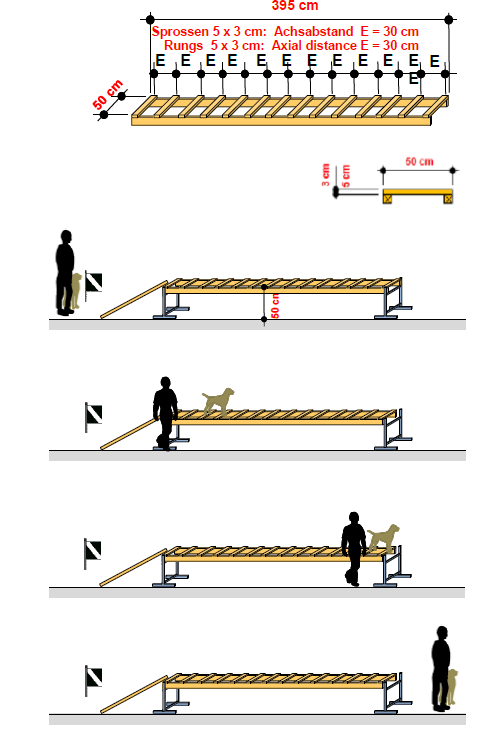 395 cm
Sprossen 5 x 3 cm: Achsabstand E = 30 cm
Rungs 5 x 3 cm: Axial distance E = 30 cm
E E E E E E E E E E E E E
E
50 cm
50 cm
3 cm
5 cm
50 cm